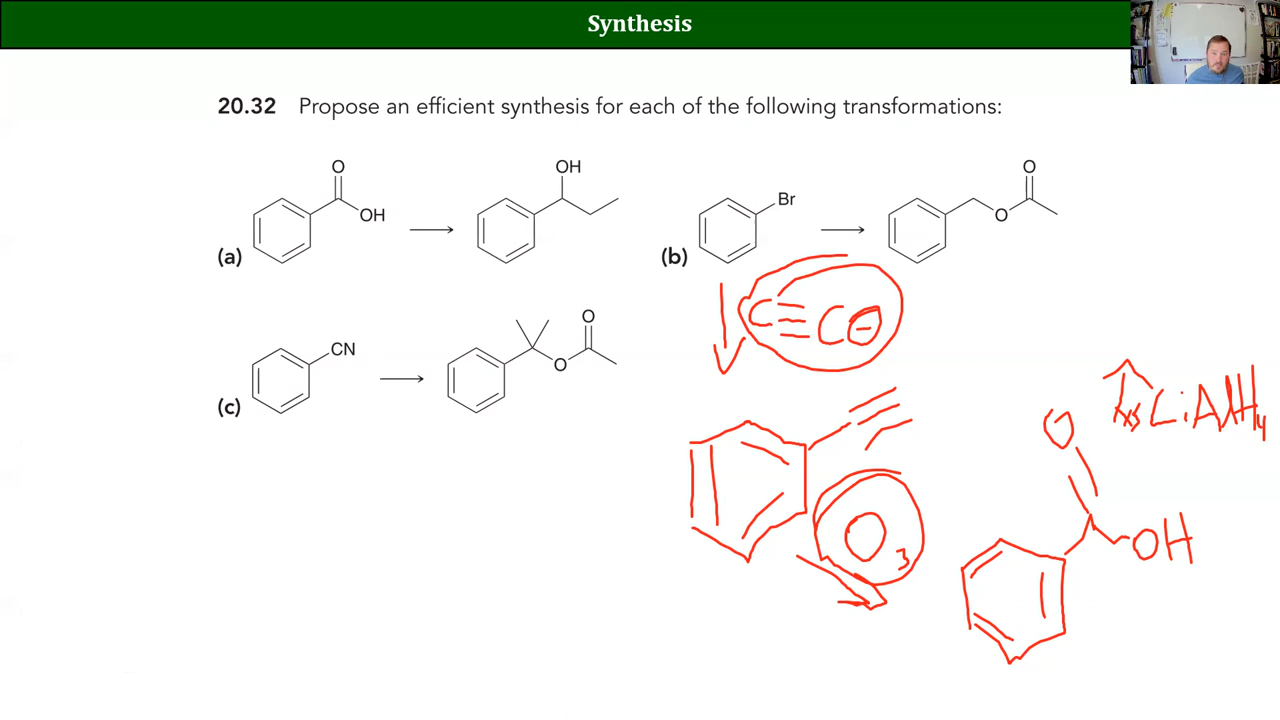 Synthesis
20.32 Propose an efficient synthesis for each of the following transformations:
(a)
O
OH
OH
(b)
Br
O
O
(c)
CN
O
O
C≡C⊖
O3
O
OH
xs LiAlH4